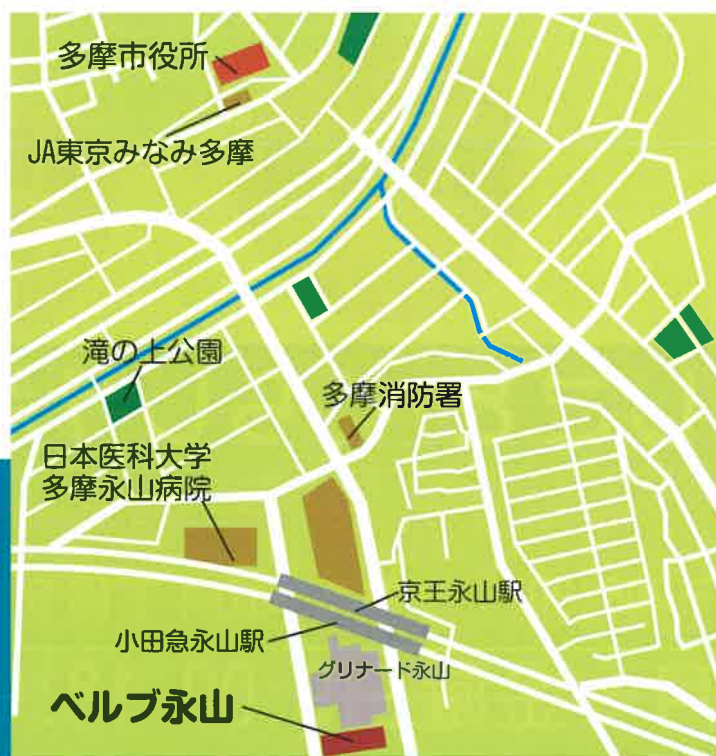 多摩市役所
JA東京みなみ多摩
滝の上公園
多摩消防署
日本医科大学
多摩永山病院
京王永山駅
小田急永山駅
グリナード永山
ベルブ永山